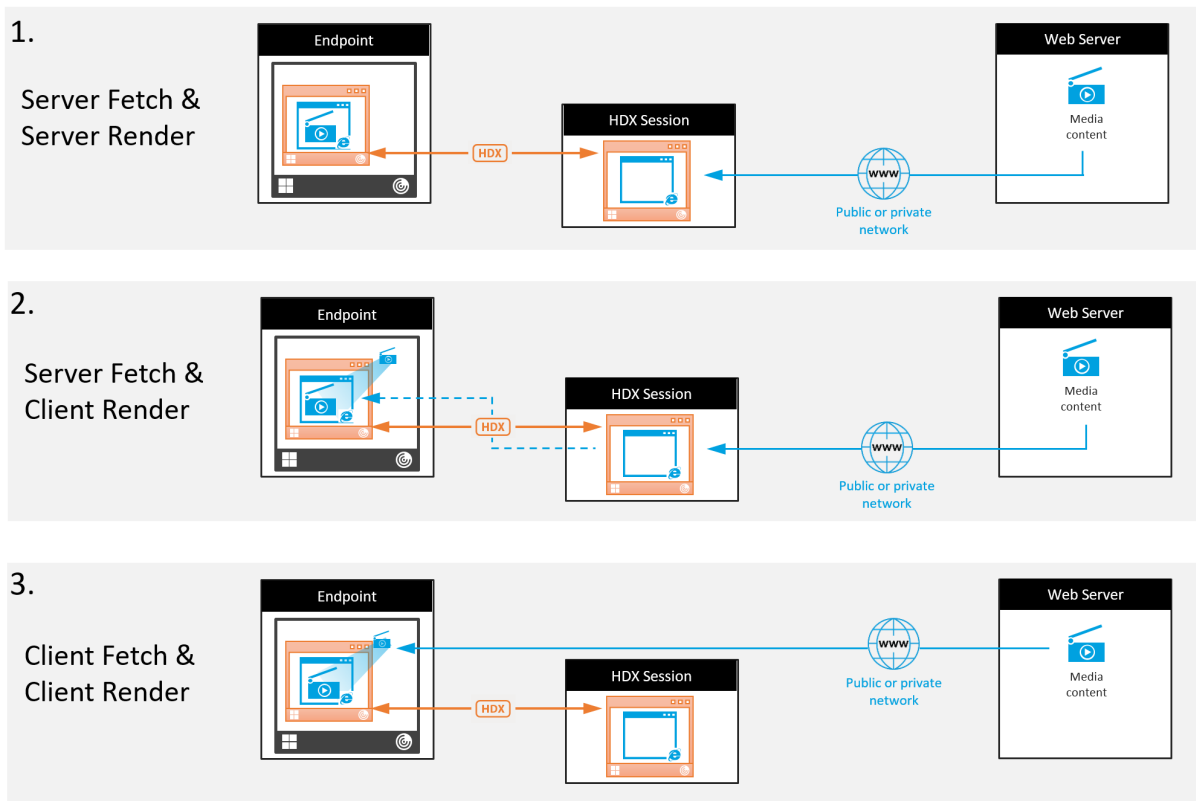 1.
Server Fetch &
Server Render
Endpoint
HDX
HDX Session
www
Public or private
network
Web Server
Media
content
2.
Server Fetch &
Client Render
Endpoint
HDX
HDX Session
www
Public or private
network
Web Server
Media
content
3.
Client Fetch &
Client Render
Endpoint
HDX
HDX Session
www
Public or private
network
Web Server
Media
content